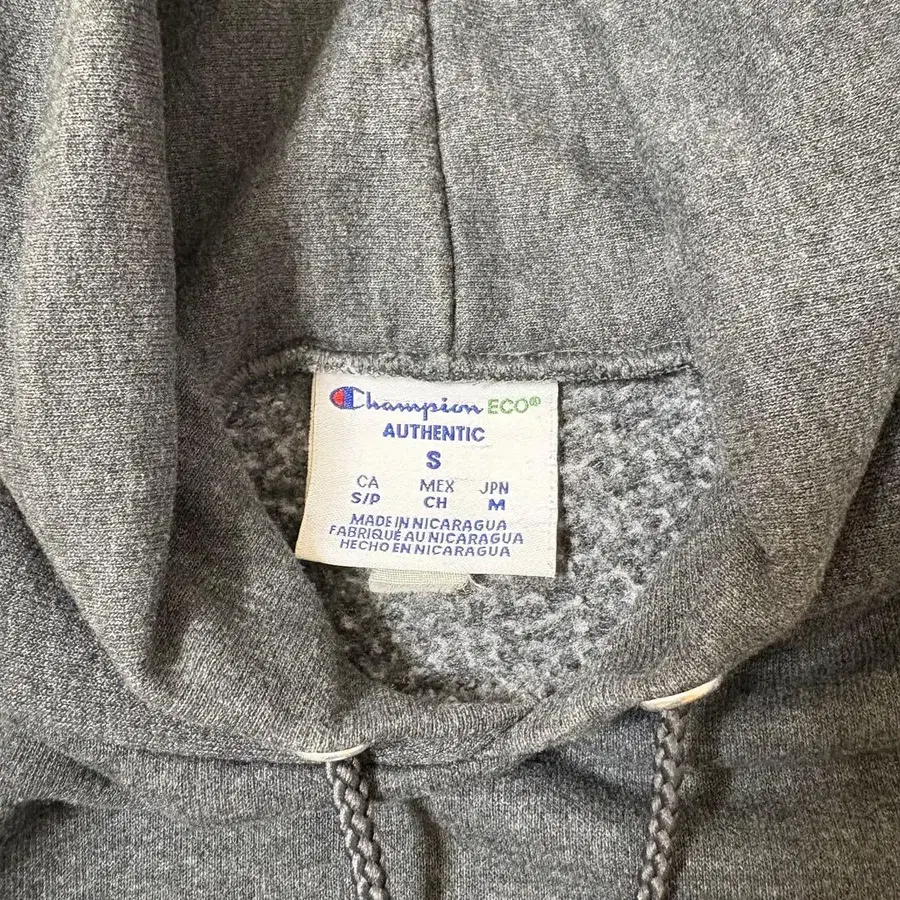 Champion ECO®
AUTHENTIC
S
CA MEX JPN
S/P CH M
MADE IN NICARAGUA
FABRIQUÉ AU NICARAGUA
HECHO EN NICARAGUA